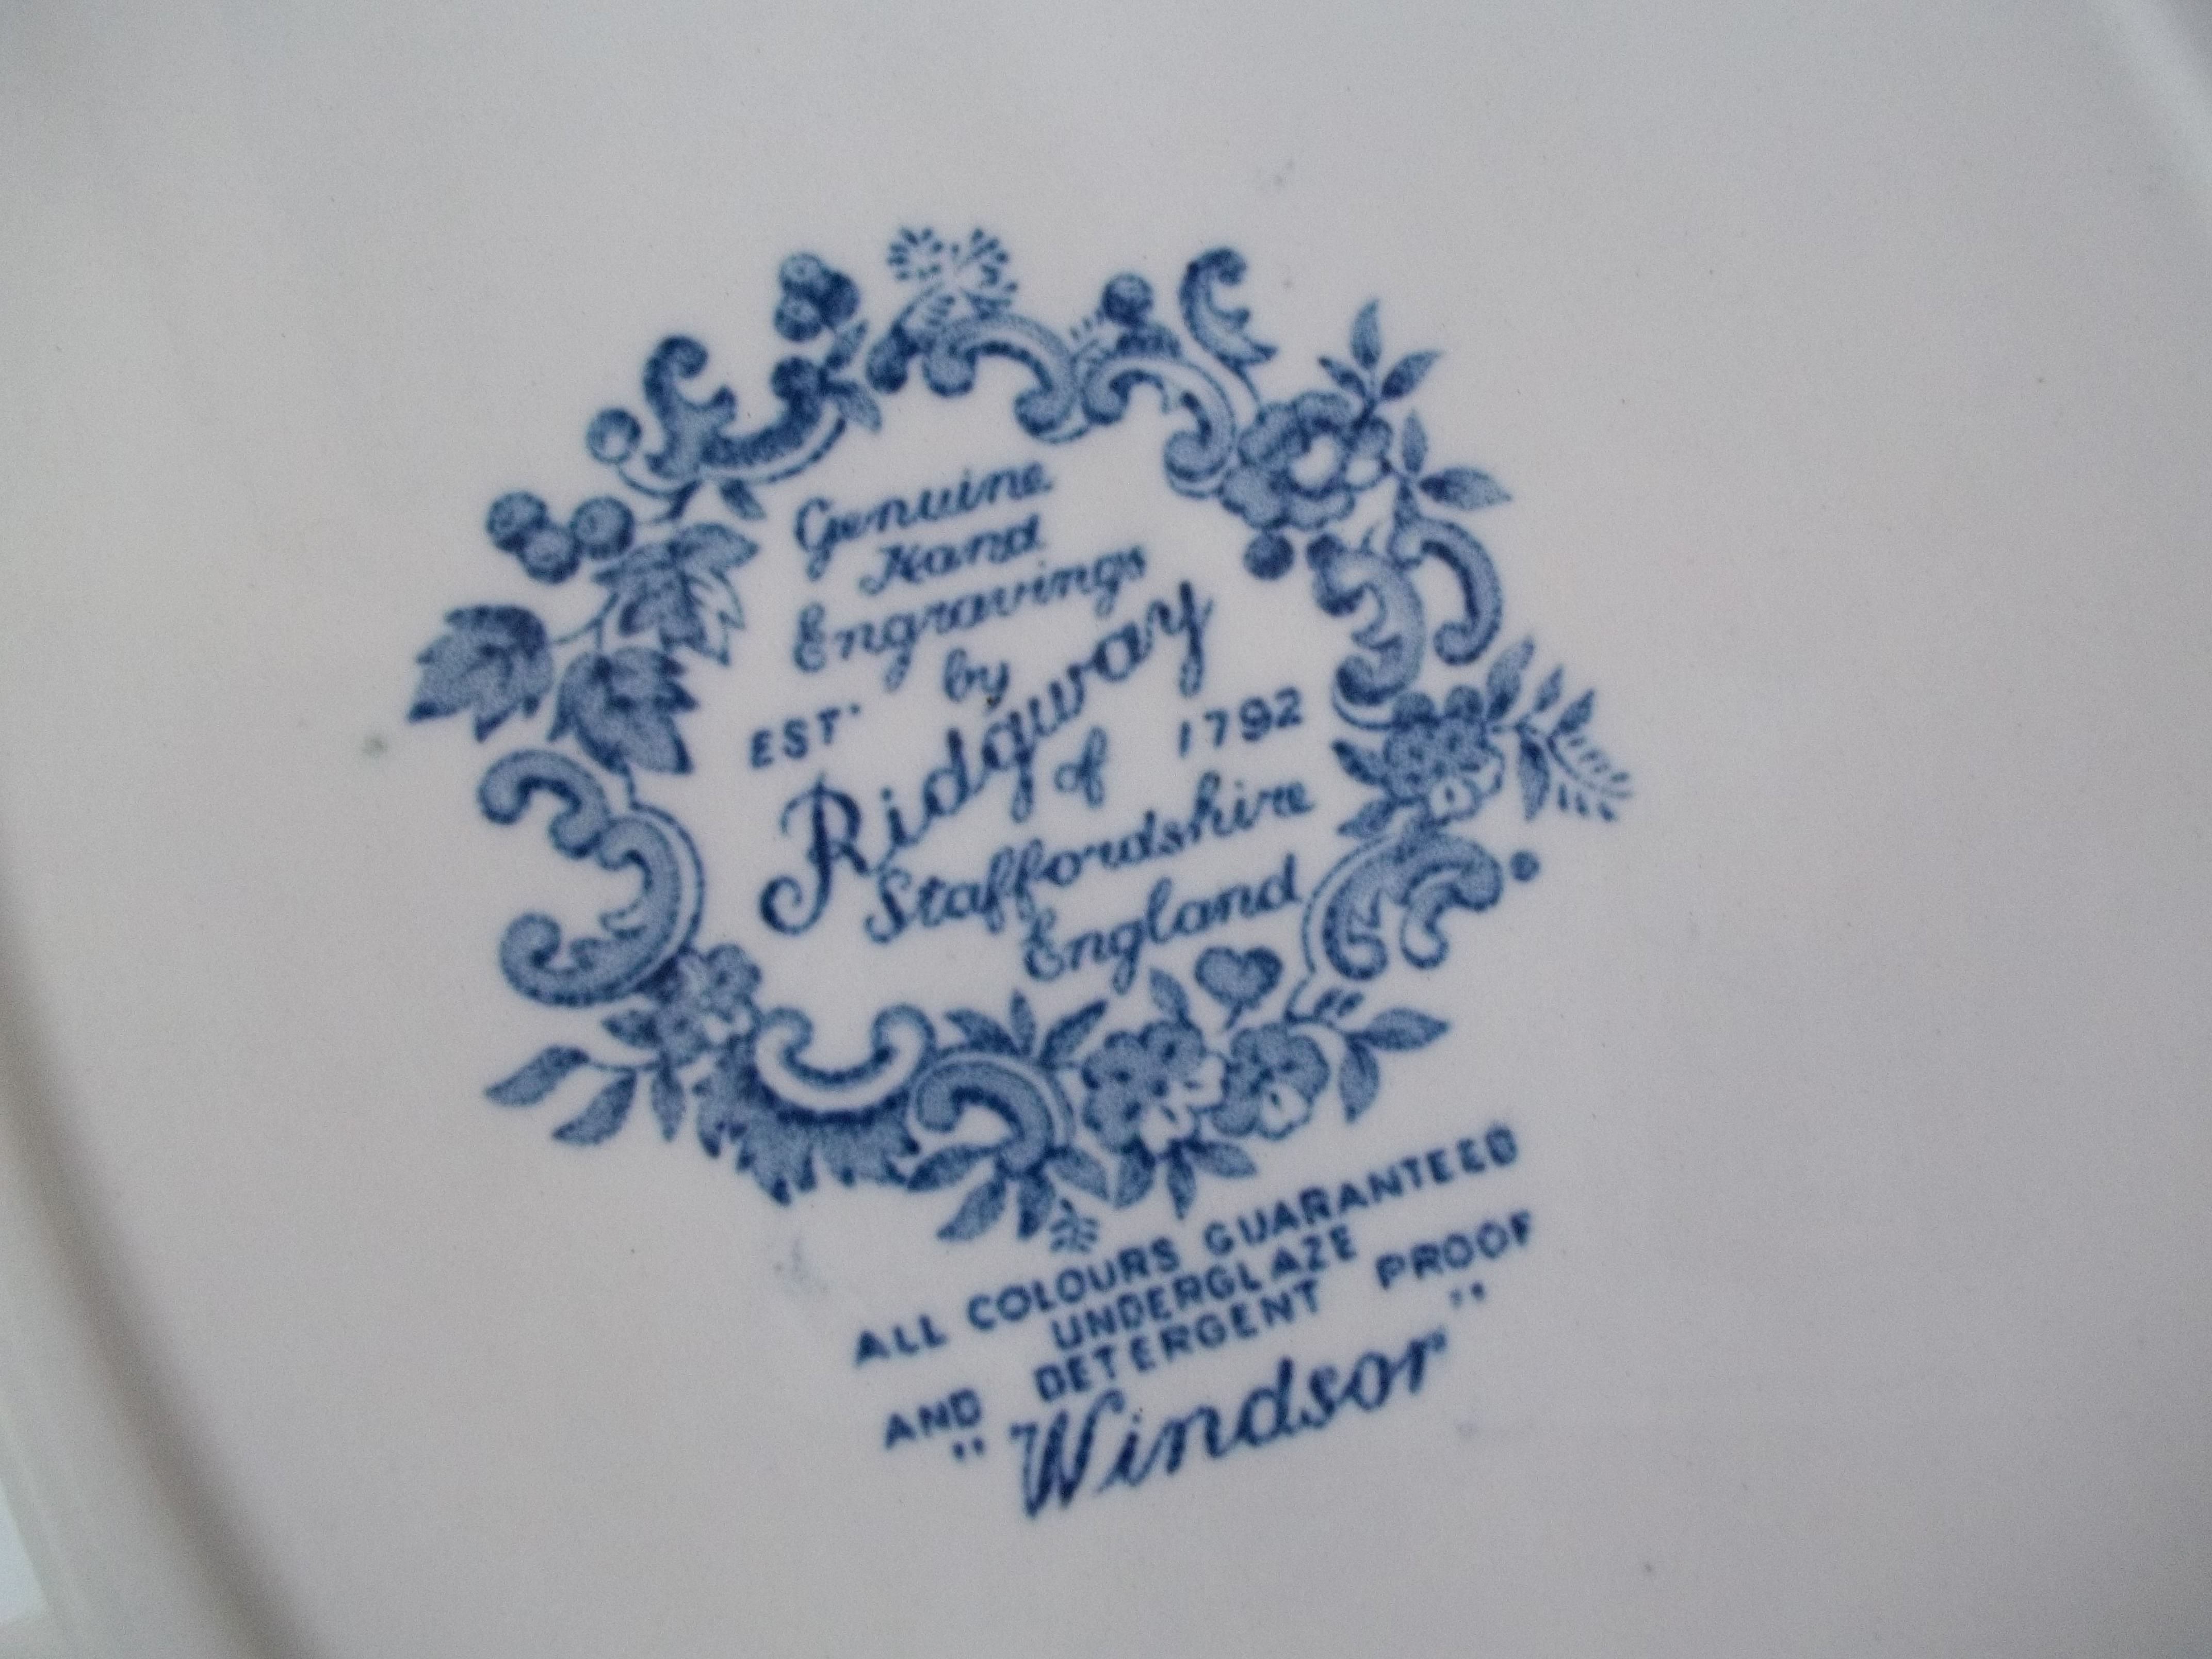 Genuine
Hand
Engravings
by
EST. Ridgway 1792
of
Staffordshire
England
ALL COLOURS GUARANTEED
UNDERGLAZE
AND DETERGENT PROOF
"Windsor"